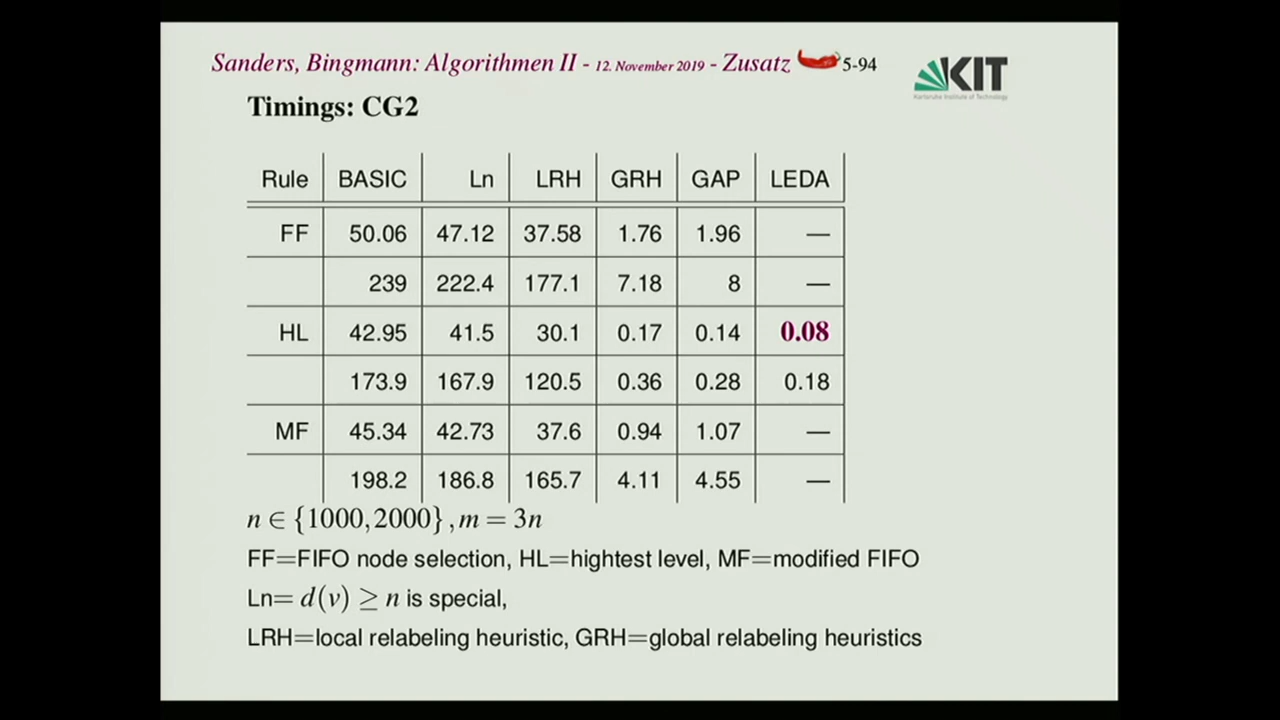 Sanders, Bingmann: Algorithmen II - 12. November 2019 - Zusatz 5-94
KIT
Karlsruhe Institute of Technology
Timings: CG2
Rule BASIC Ln LRH GRH GAP LEDA
FF 50.06 47.12 37.58 1.76 1.96 —
239 222.4 177.1 7.18 8 —
HL 42.95 41.5 30.1 0.17 0.14 0.08
173.9 167.9 120.5 0.36 0.28 0.18
MF 45.34 42.73 37.6 0.94 1.07 —
198.2 186.8 165.7 4.11 4.55 —
n ∈ {1000,2000}, m = 3n
FF=FIFO node selection, HL=hightest level, MF=modified FIFO
Ln= d(v) ≥ n is special,
LRH=local relabeling heuristic, GRH=global relabeling heuristics